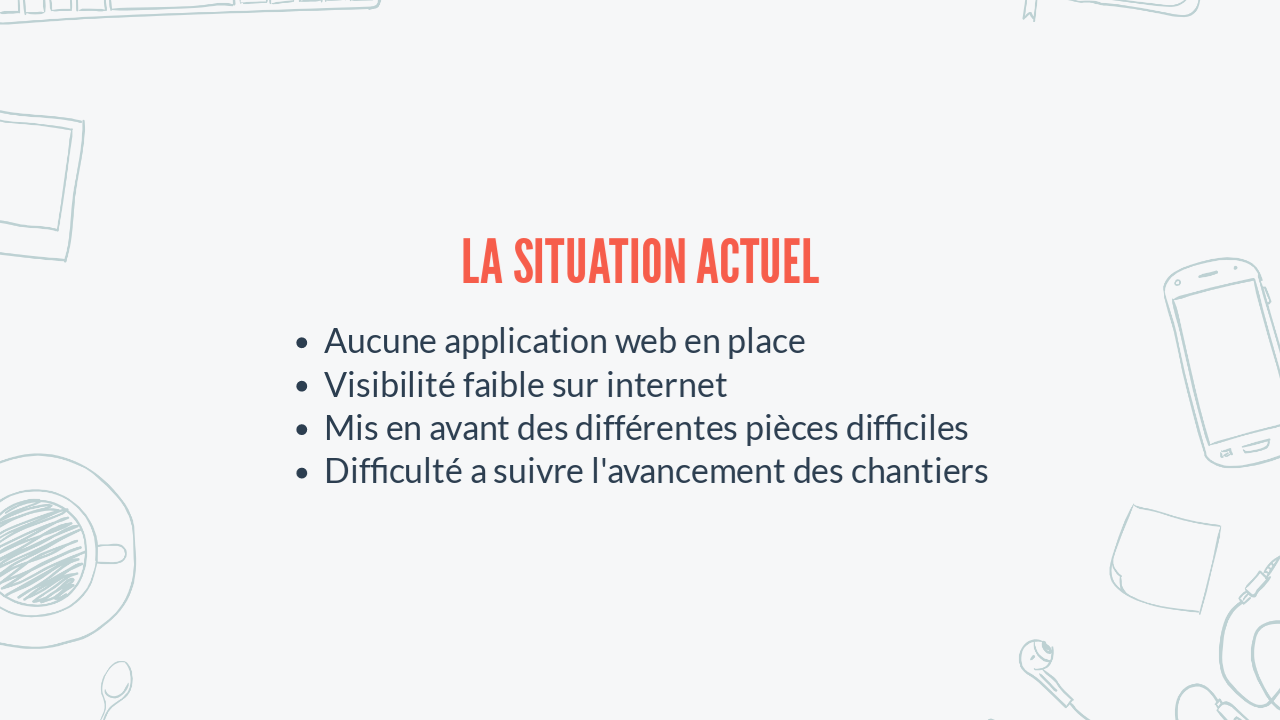 LA SITUATION ACTUEL
• Aucune application web en place
• Visibilité faible sur internet
• Mis en avant des différentes pièces difficiles
• Difficulté a suivre l'avancement des chantiers